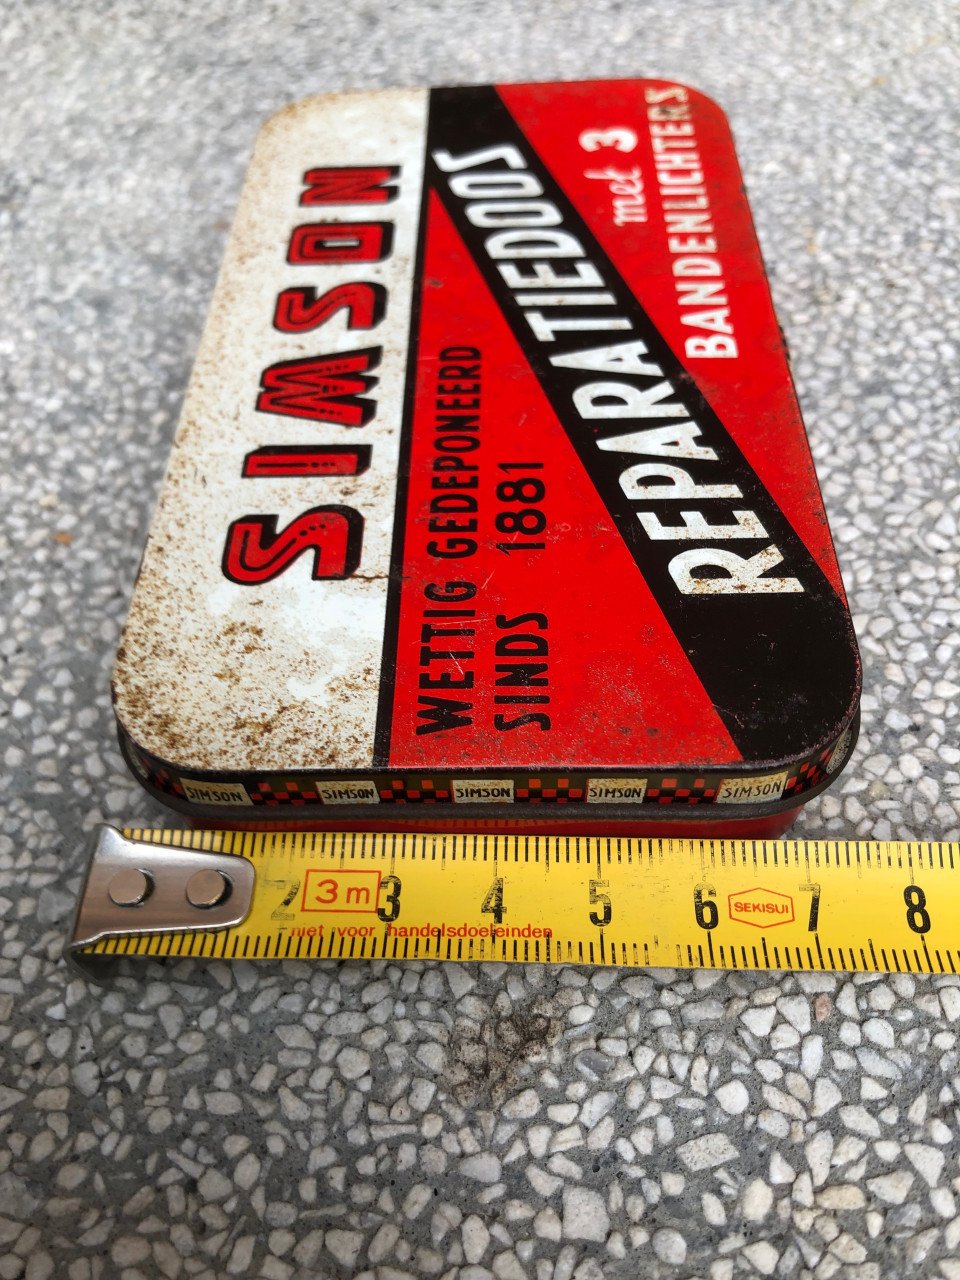 SIMSON
WETTIG GEDEPONEERD
SINDS 1881
REPARATIEDOOS
met 3
BANDENLICHTERS
SIMSON SIMSON SIMSON SIMSON SIMSON
2 3m 3 4 5 6 SEKISUI 7 8
niet voor handelsdoeleinden